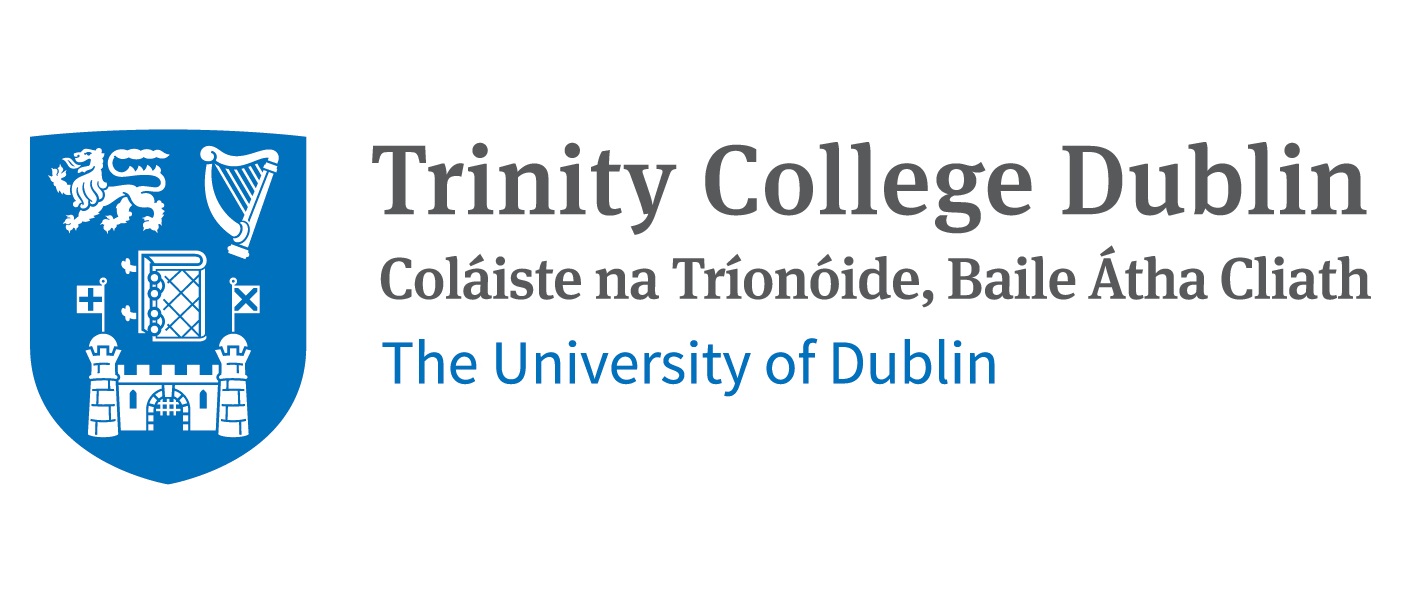 Trinity College Dublin
Coláiste na Tríonóide, Baile Átha Cliath
The University of Dublin